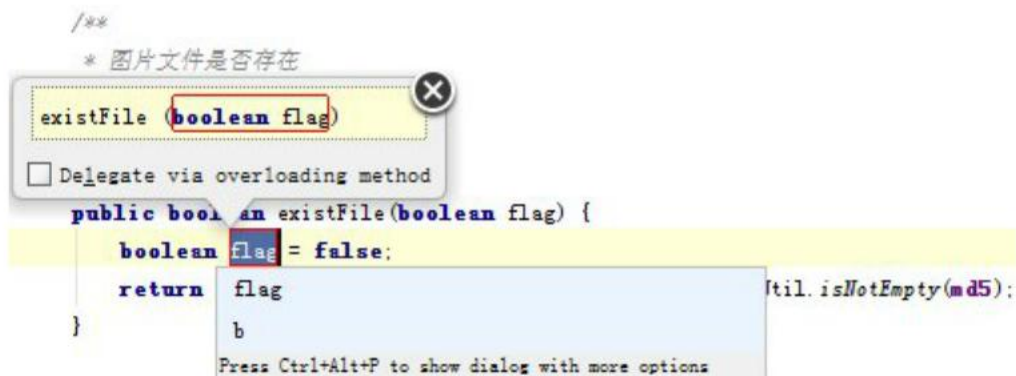 /**
* 图片文件是否存在
existFile (boolean flag)
Delegate via overloading method
public boolean existFile(boolean flag) {
boolean flag = false;
return til.isNotEmpty(md5);
flag
}
b
Press Ctrl+Alt+P to show dialog with more options